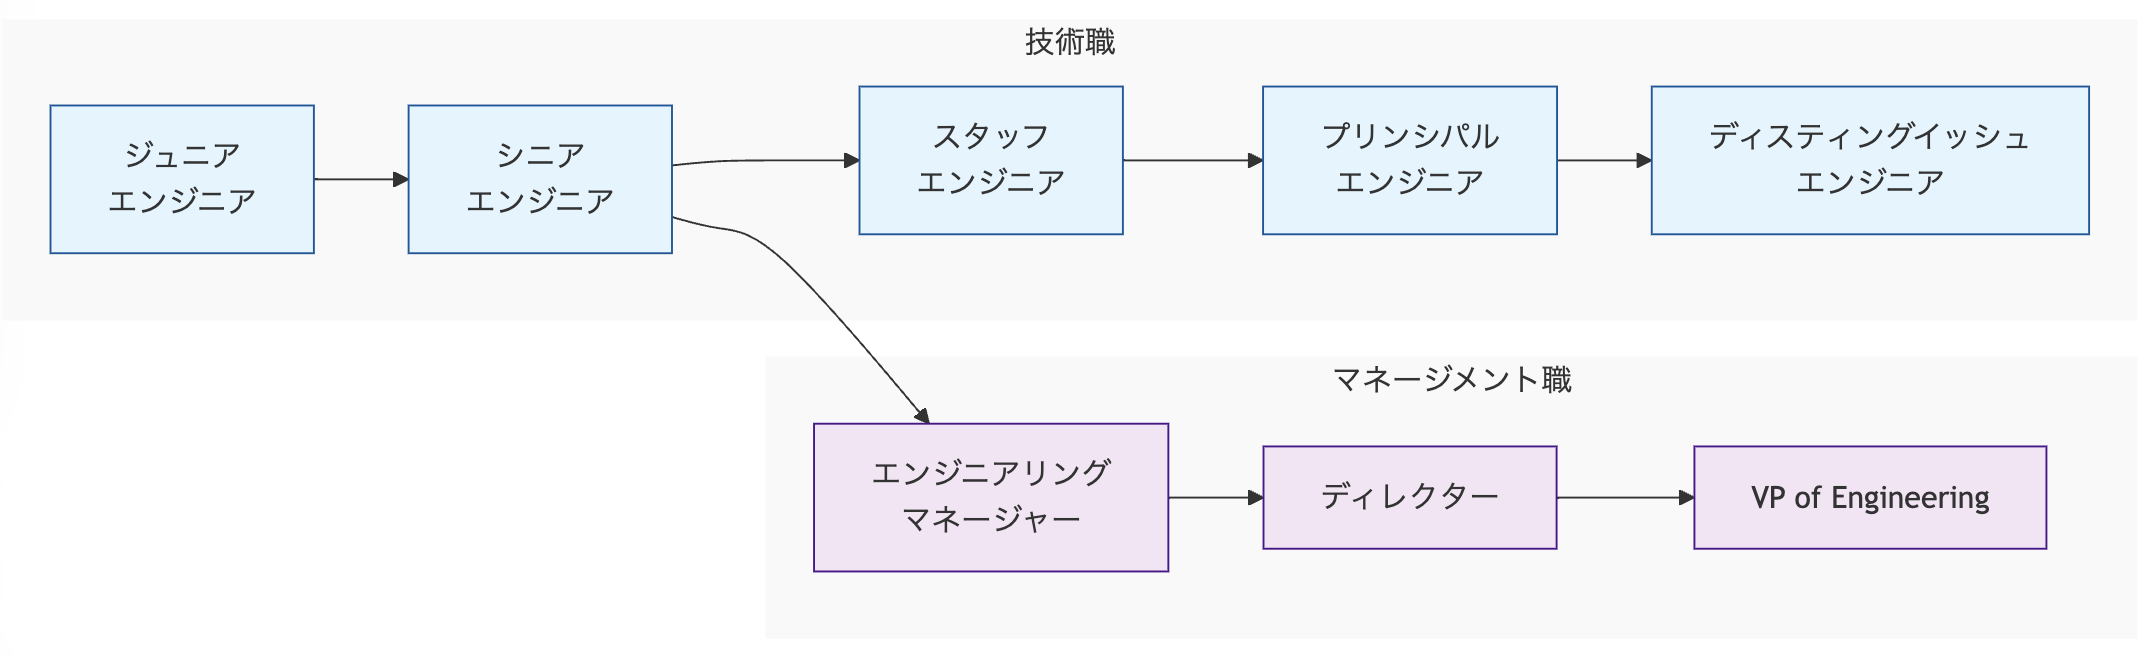 技術職
ジュニア
エンジニア
シニア
エンジニア
スタッフ
エンジニア
プリンシパル
エンジニア
ディスティングイッシュ
エンジニア
マネージメント職
エンジニアリング
マネージャー
ディレクター
VP of Engineering